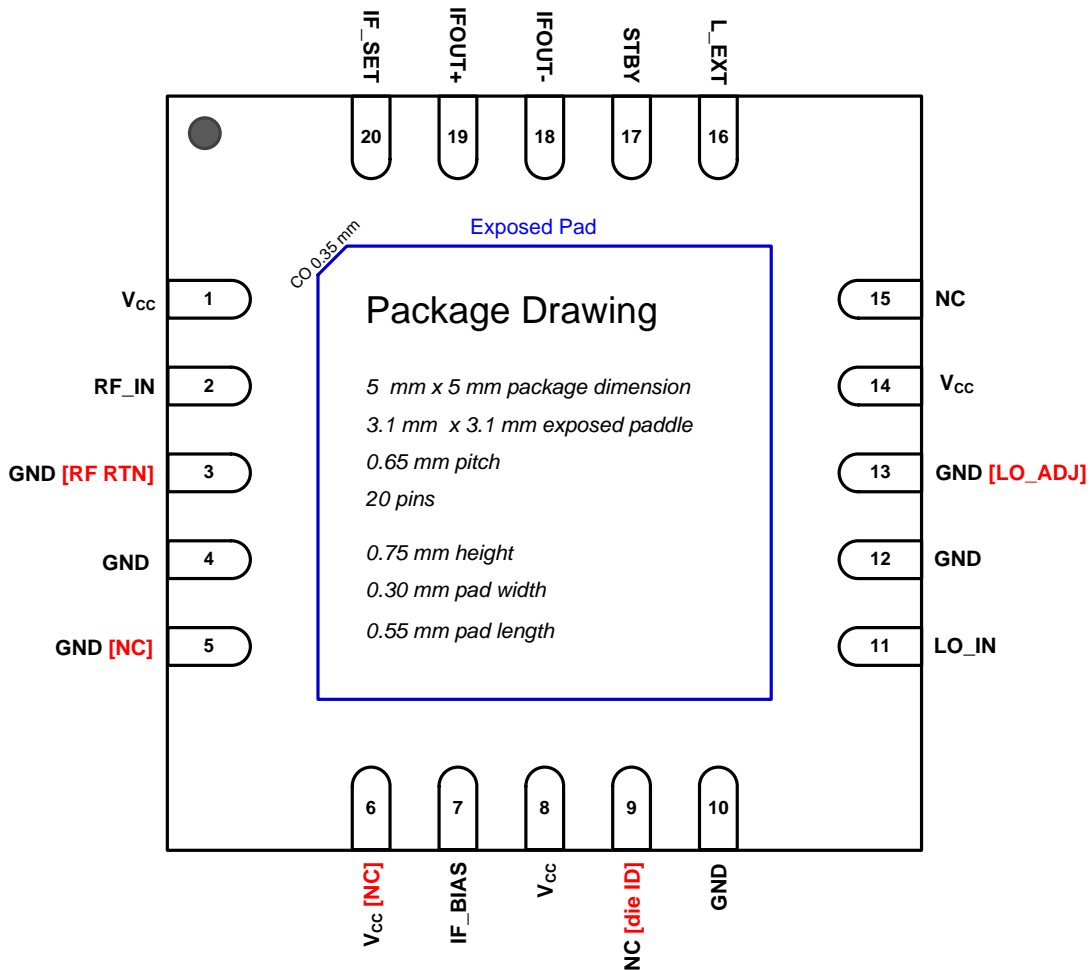 IF_SET
IFOUT+
IFOUT-
STBY
L_EXT
20
19
18
17
16
Exposed Pad
CO 0.35 mm
VCC
1
RF_IN
2
GND [RF RTN]
3
GND
4
GND [NC]
5
Package Drawing
5 mm x 5 mm package dimension
3.1 mm x 3.1 mm exposed paddle
0.65 mm pitch
20 pins
0.75 mm height
0.30 mm pad width
0.55 mm pad length
15
NC
14
VCC
13
GND [LO_ADJ]
12
GND
11
LO_IN
6
7
8
9
10
VCC [NC]
IF_BIAS
VCC
NC [die ID]
GND